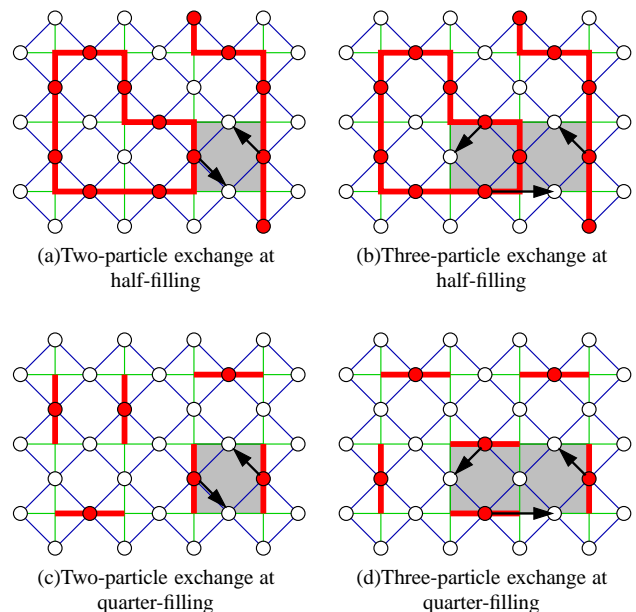 (a)Two-particle exchange at
half-filling
(b)Three-particle exchange at
half-filling
(c)Two-particle exchange at
quarter-filling
(d)Three-particle exchange at
quarter-filling